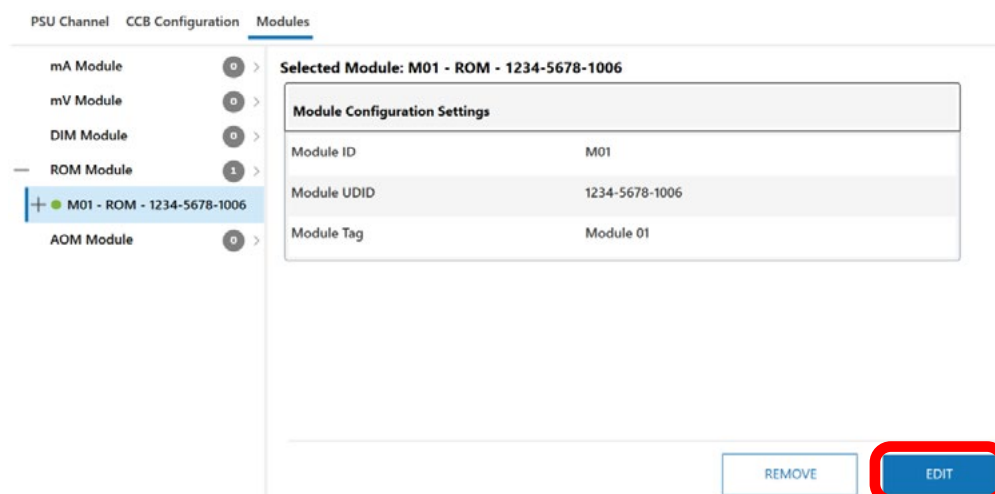 PSU Channel CCB Configuration Modules
mA Module 0 >
mV Module 0 >
DIM Module 0 >
ROM Module 1 >
M01 - ROM - 1234-5678-1006
AOM Module 0 >
Selected Module: M01 - ROM - 1234-5678-1006
Module Configuration Settings
Module ID M01
Module UDID 1234-5678-1006
Module Tag Module 01
REMOVE EDIT